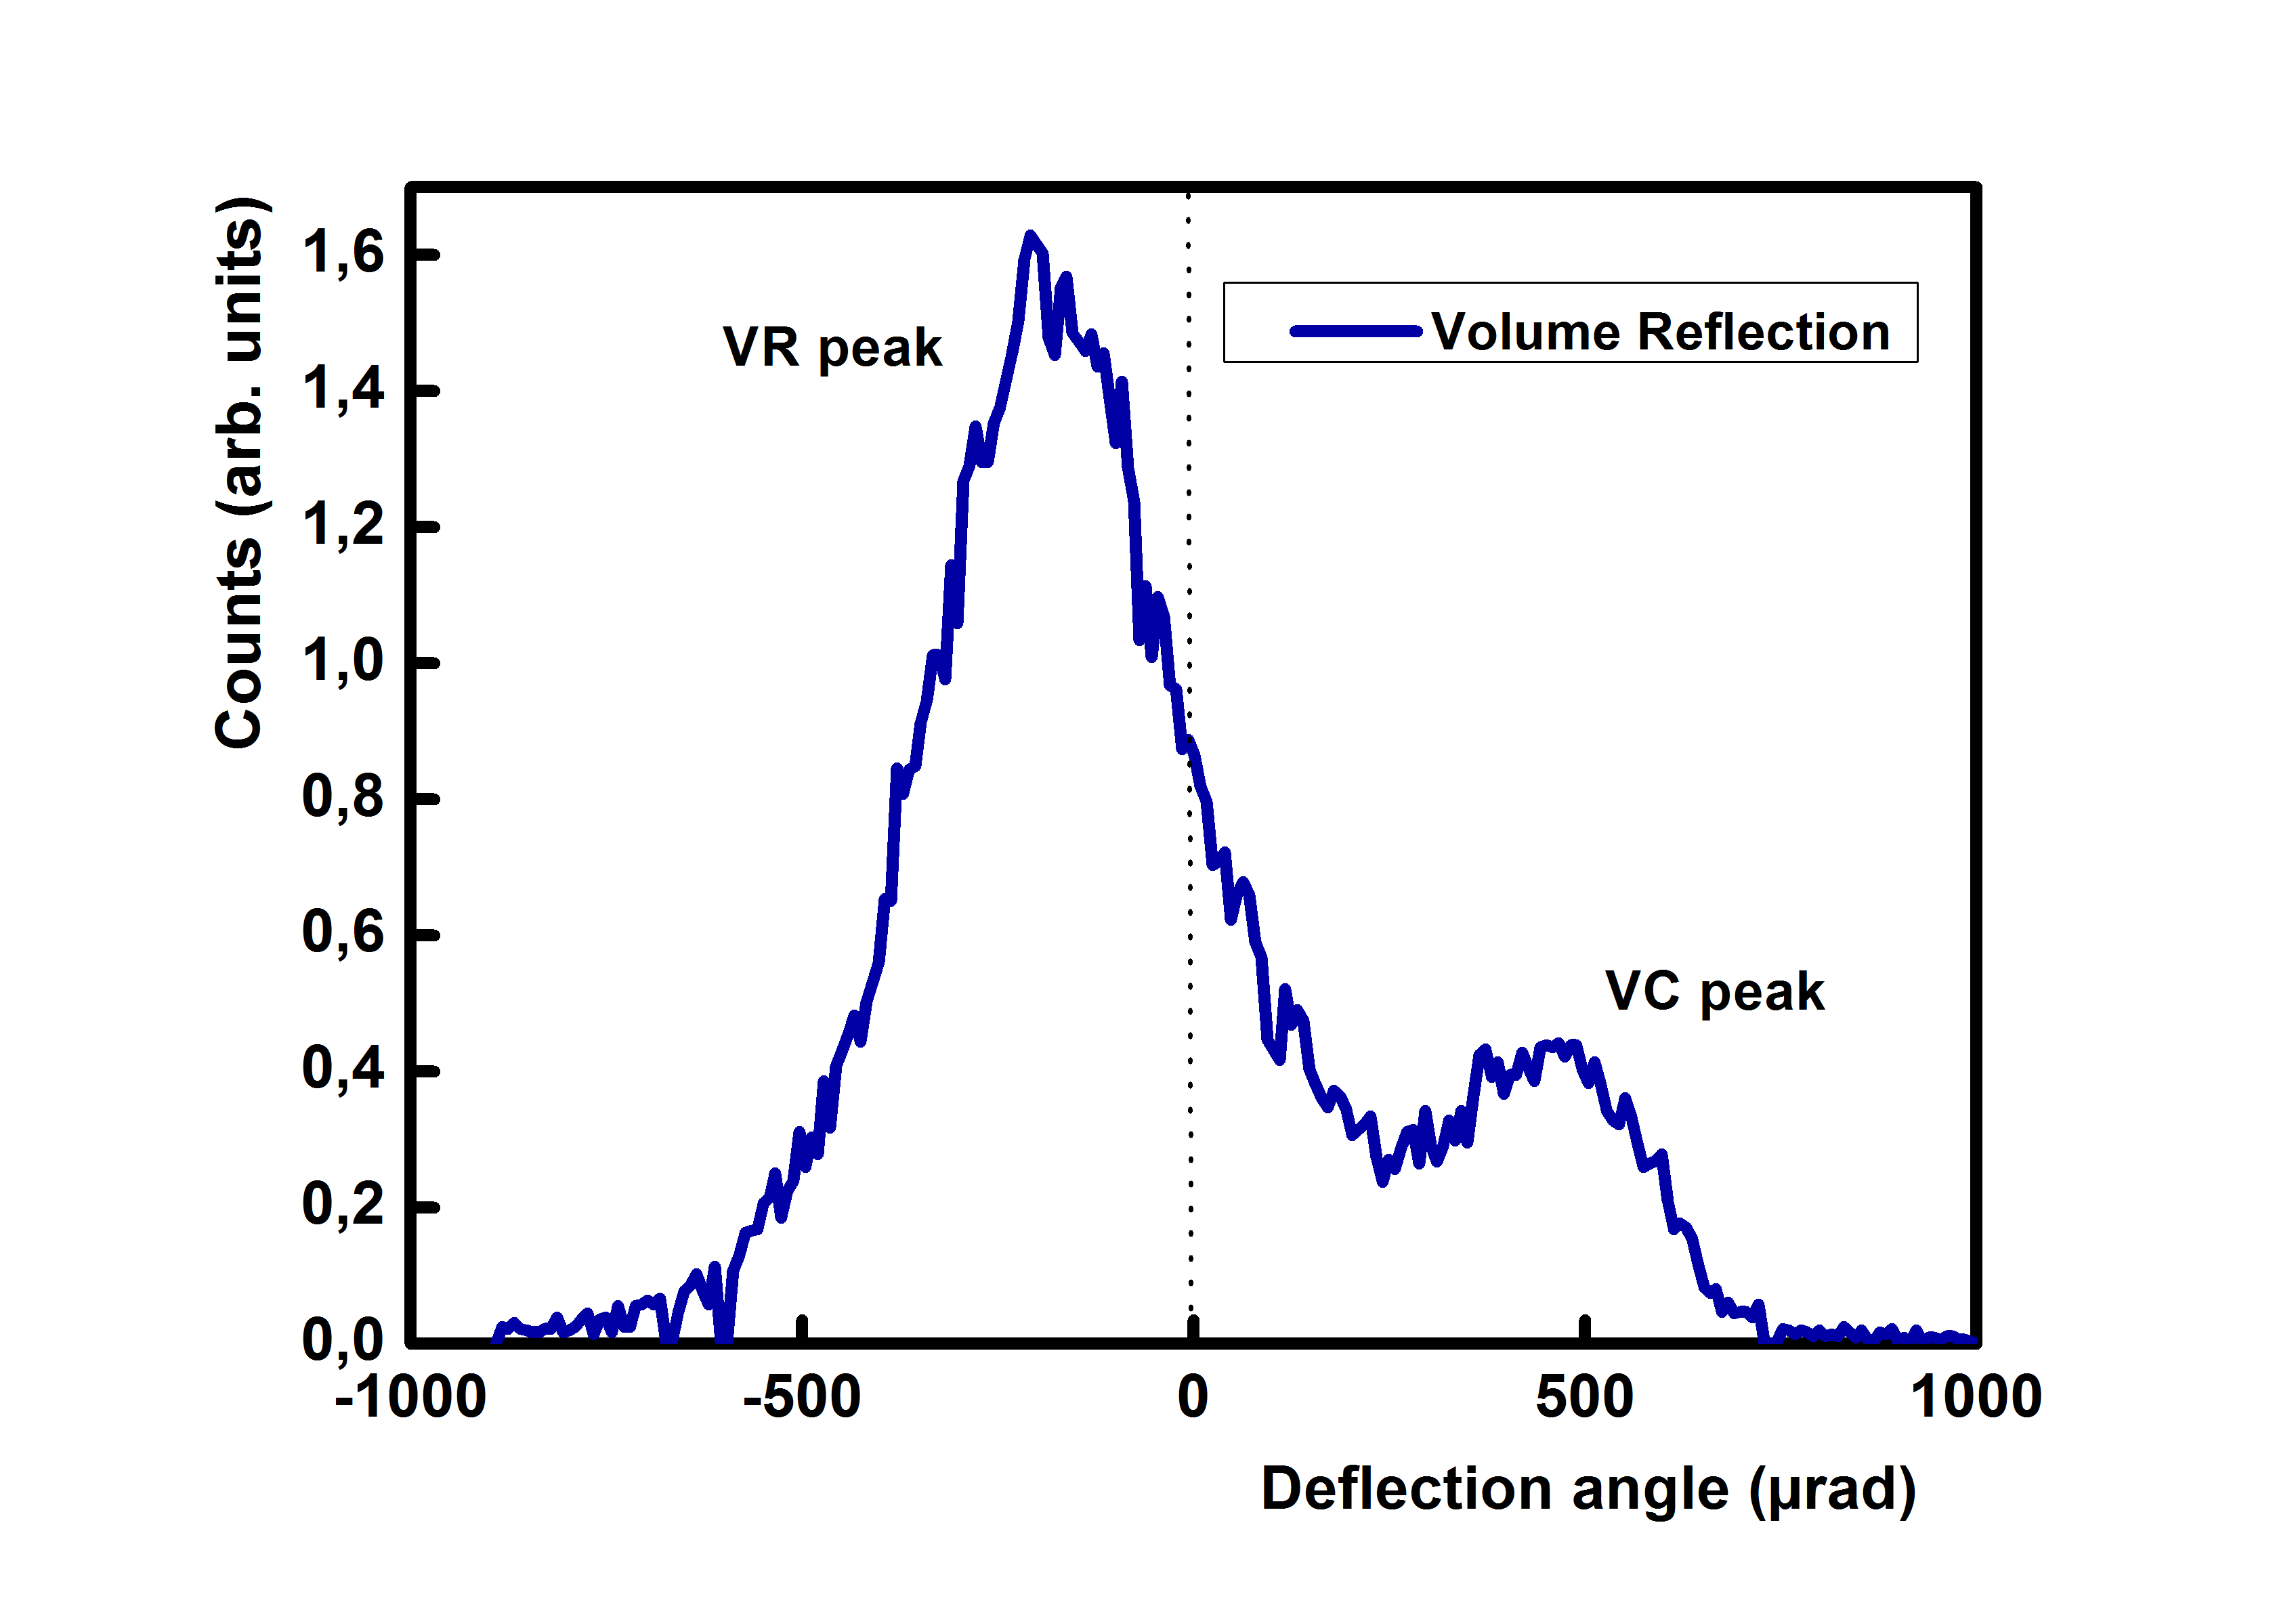 Counts (arb. units)
1,6
1,4
1,2
1,0
0,8
0,6
0,4
0,2
0,0
VR peak
Volume Reflection
VC peak
-1000
-500
0
500
1000
Deflection angle (µrad)